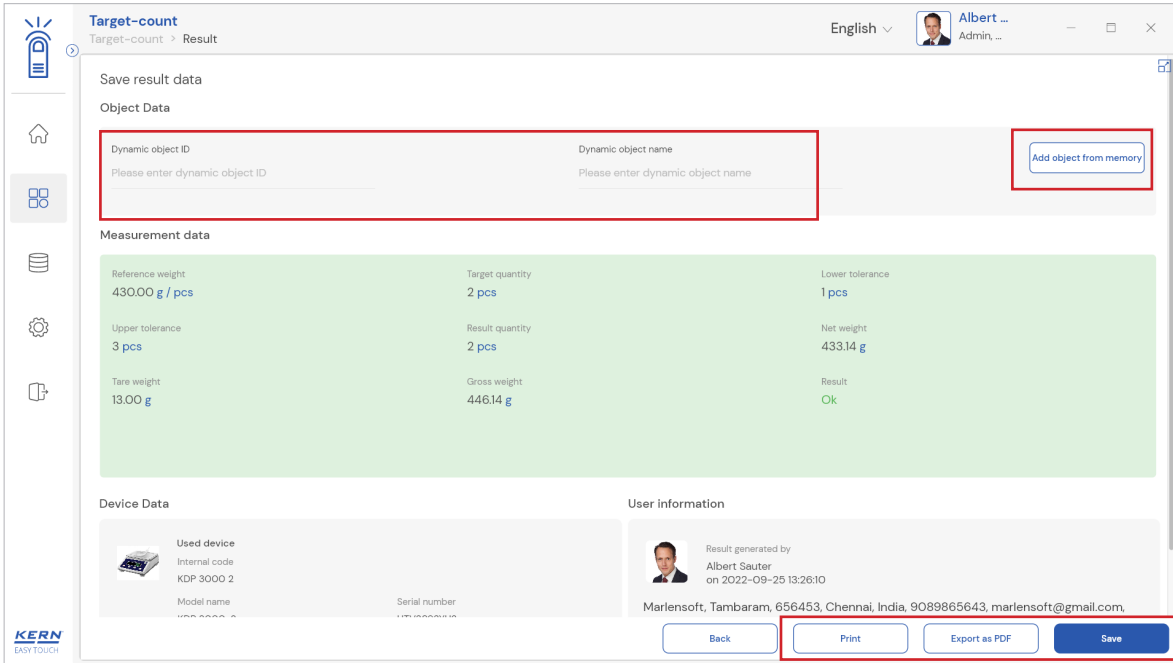 Target-count
Target-count > Result
English
Albert ...
Admin, ...
Save result data
Object Data
Dynamic object ID
Please enter dynamic object ID
Dynamic object name
Please enter dynamic object name
Add object from memory
Measurement data
Reference weight
430.00 g / pcs
Target quantity
2 pcs
Lower tolerance
1 pcs
Upper tolerance
3 pcs
Result quantity
2 pcs
Net weight
433.14 g
Tare weight
13.00 g
Gross weight
446.14 g
Result
Ok
Device Data
Used device
Internal code
KDP 3000 2
Model name
Serial number
User information
Result generated by
Albert Sauter
on 2022-09-25 13:26:10
Marlensoft, Tambaram, 656453, Chennai, India, 9089865643, marlensoft@gmail.com,
Back
Print
Export as PDF
Save
KERN
EASY TOUCH